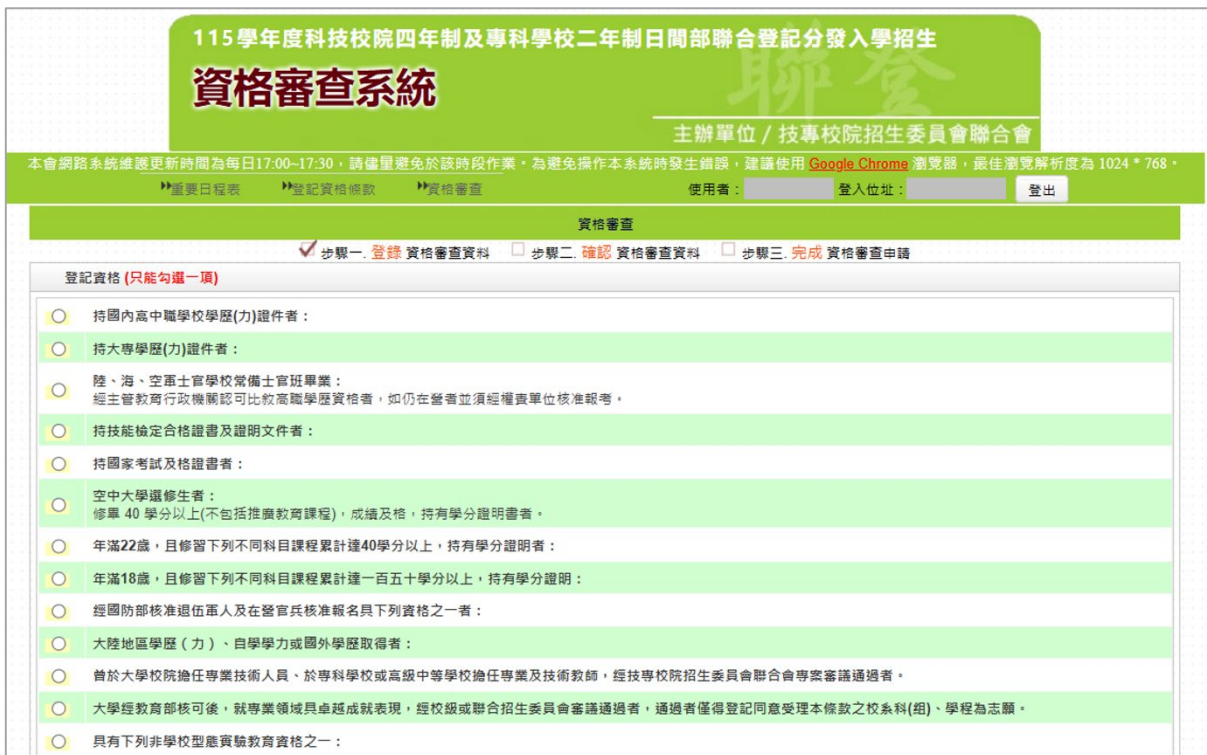 115學年度科技校院四年制及專科學校二年制日間部聯合登記分發入學招生
資格審查系統
聯登
主辦單位 / 技專校院招生委員會聯合會
本會網路系統維護更新時間為每日17:00~17:30，請儘量避免於該時段作業。為避免操作本系統時發生錯誤，建議使用 Google Chrome 瀏覽器，最佳瀏覽解析度為 1024 * 768。
重要日程表 登記資格條款 資格審查 使用者： 登入位址： 登出
資格審查
步驟一. 登錄 資格審查資料 步驟二. 確認 資格審查資料 步驟三. 完成 資格審查申請
登記資格 (只能勾選一項)
持國內高中職學校學歷(力)證件者：
持大專學歷(力)證件者：
陸、海、空軍士官學校常備士官班畢業：
經主管教育行政機關認可比敘高職學歷資格者，如仍在營者並須經權責單位核准報考。
持技能檢定合格證書及證明文件者：
持國家考試及格證書者：
空中大學選修生者：
修畢 40 學分以上(不包括推廣教育課程)，成績及格，持有學分證明書者。
年滿22歲，且修習下列不同科目課程累計達40學分以上，持有學分證明者：
年滿18歲，且修習下列不同科目課程累計達一百五十學分以上，持有學分證明：
經國防部核准退伍軍人及在營官兵核准報名具下列資格之一者：
大陸地區學歷（力）、自學學力或國外學歷取得者：
曾於大學校院擔任專業技術人員、於專科學校或高級中等學校擔任專業及技術教師，經技專校院招生委員會聯合會專案審議通過者。
大學經教育部核可後，就專業領域具卓越成就表現，經校級或聯合招生委員會審議通過者，通過者僅得登記同意受理本條款之校系科(組)、學程為志願。
具有下列非學校型態實驗教育資格之一：